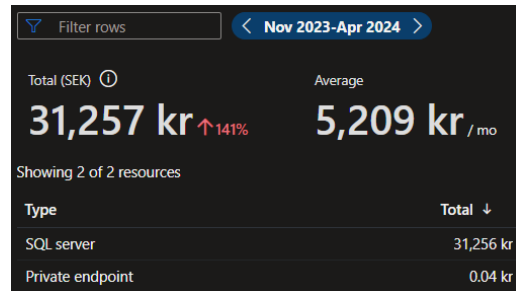 Filter rows
Nov 2023-Apr 2024
Total (SEK)
Average
31,257 kr ↑141%
5,209 kr / mo
Showing 2 of 2 resources
Type Total ↓
SQL server 31,256 kr
Private endpoint 0.04 kr